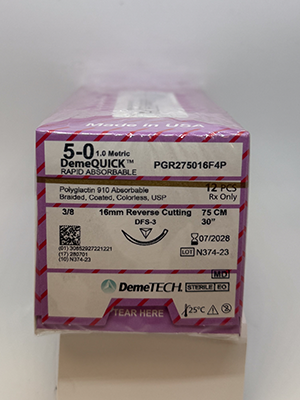 Made in USA
5-0 1.0 Metric
DemeQUICK™
RAPID ABSORBABLE
PGR275016F4P
Polyglactin 910 Absorbable
Braided, Coated, Colorless, USP
12 PCS
Rx Only
3/8
16mm Reverse Cutting
DFS-3
75 CM
30"
(01) 30852927221221
(17) 280701
(10) N374-23
07/2028
LOT N374-23
MD
DemeTECH.
STERILE EO
TEAR HERE
25°C